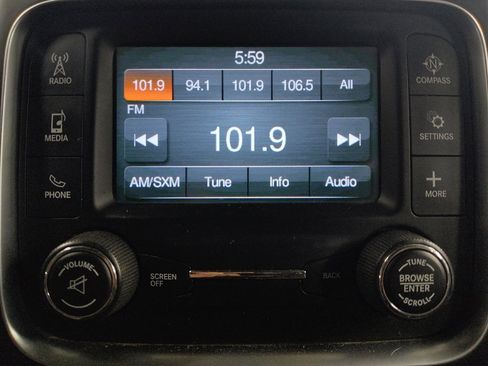 5:59
101.9 94.1 101.9 106.5 All
FM
101.9
AM/SXM Tune Info Audio
RADIO
MEDIA
PHONE
COMPASS
SETTINGS
MORE
VOLUME
SCREEN
OFF
BACK
TUNE
BROWSE
ENTER
SCROLL